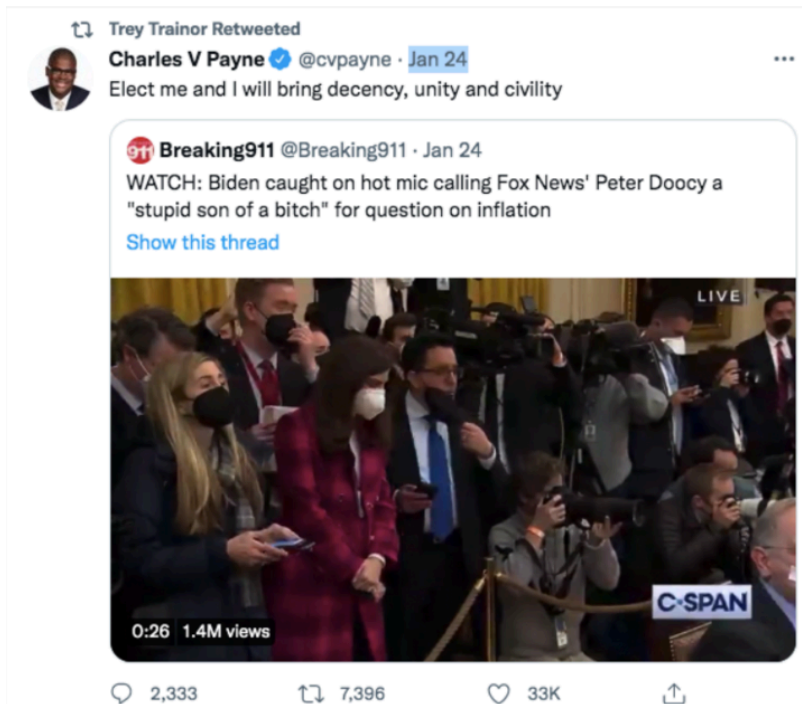 Trey Trainor Retweeted
Charles V Payne @cvpayne · Jan 24
Elect me and I will bring decency, unity and civility
911 Breaking911 @Breaking911 · Jan 24
WATCH: Biden caught on hot mic calling Fox News' Peter Doocy a
"stupid son of a bitch" for question on inflation
Show this thread
LIVE
C-SPAN
0:26 1.4M views
2,333 7,396 33K